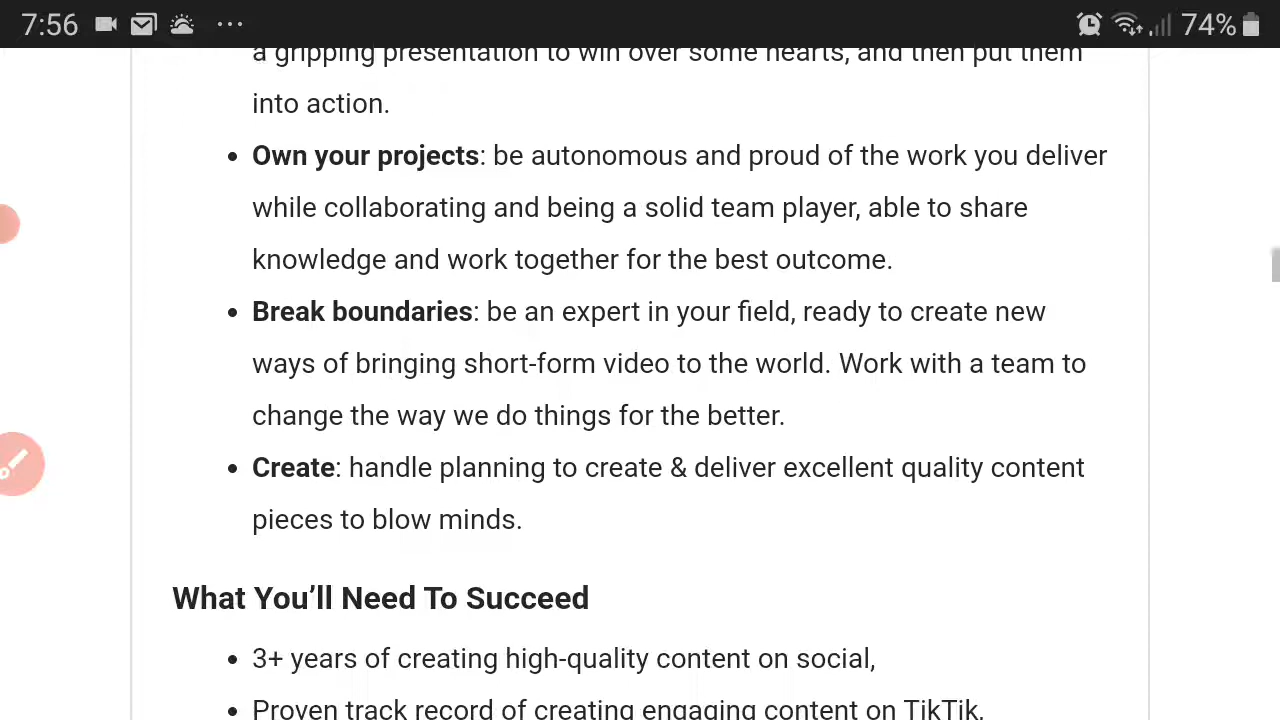 7:56 74%
a gripping presentation to win over some hearts, and then put them
into action.
• Own your projects: be autonomous and proud of the work you deliver
while collaborating and being a solid team player, able to share
knowledge and work together for the best outcome.
• Break boundaries: be an expert in your field, ready to create new
ways of bringing short-form video to the world. Work with a team to
change the way we do things for the better.
• Create: handle planning to create & deliver excellent quality content
pieces to blow minds.
What You’ll Need To Succeed
• 3+ years of creating high-quality content on social,
• Proven track record of creating engaging content on TikTik,